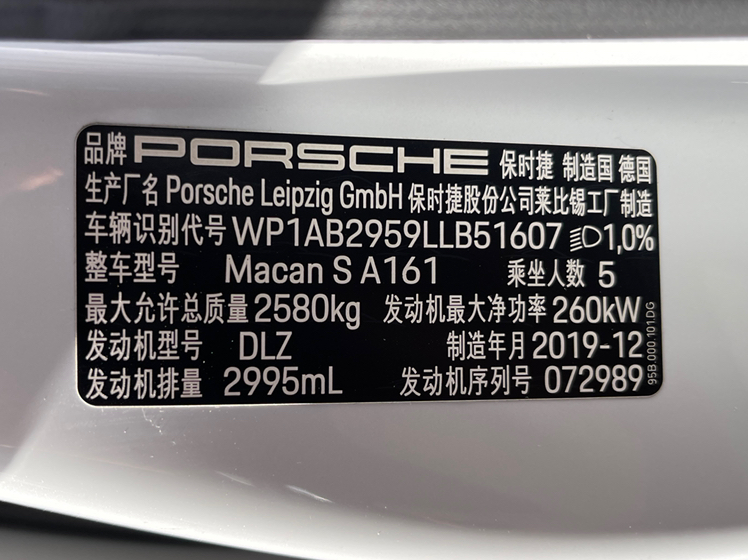 品牌 PORSCHE 保时捷 制造国 德国
生产厂名 Porsche Leipzig GmbH 保时捷股份公司莱比锡工厂制造
车辆识别代号 WP1AB2959LLB51607 1,0%
整车型号 Macan S A161 乘坐人数 5
最大允许总质量 2580kg 发动机最大净功率 260kW
发动机型号 DLZ 制造年月 2019-12
发动机排量 2995mL 发动机序列号 072989
95B.000.101.DG